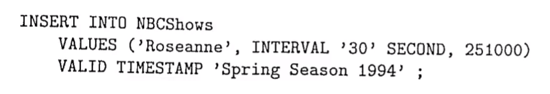 INSERT INTO NBCShows
VALUES ('Roseanne', INTERVAL '30' SECOND, 251000)
VALID TIMESTAMP 'Spring Season 1994' ;